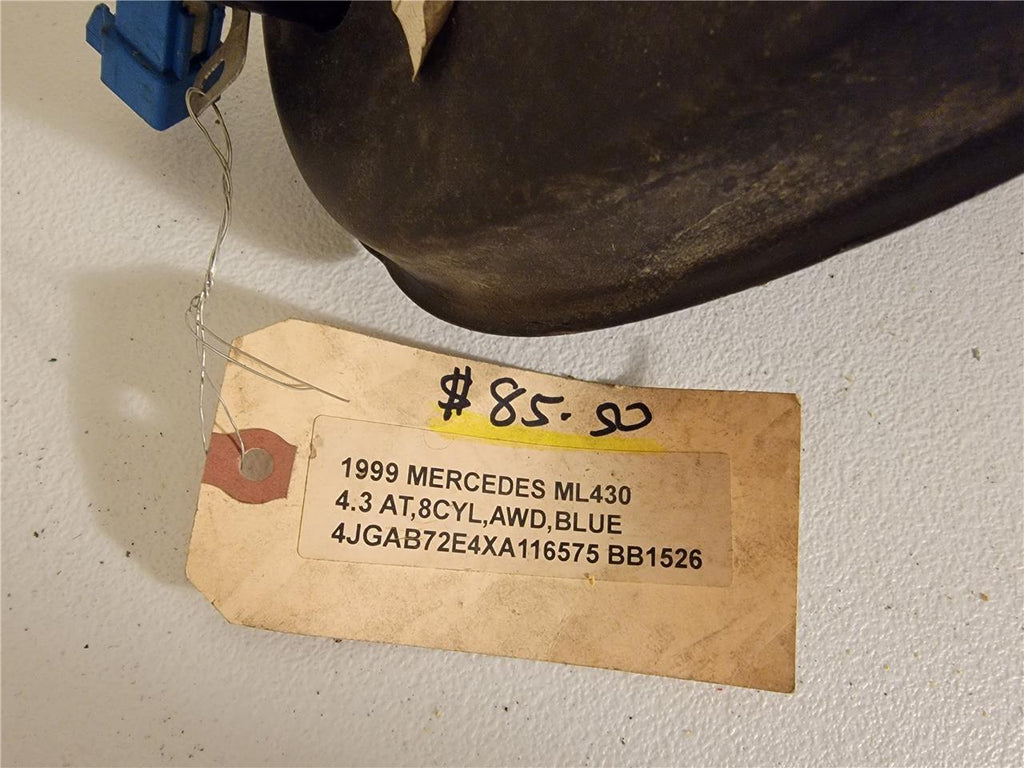 $85.00
1999 MERCEDES ML430
4.3 AT,8CYL,AWD,BLUE
4JGAB72E4XA116575 BB1526